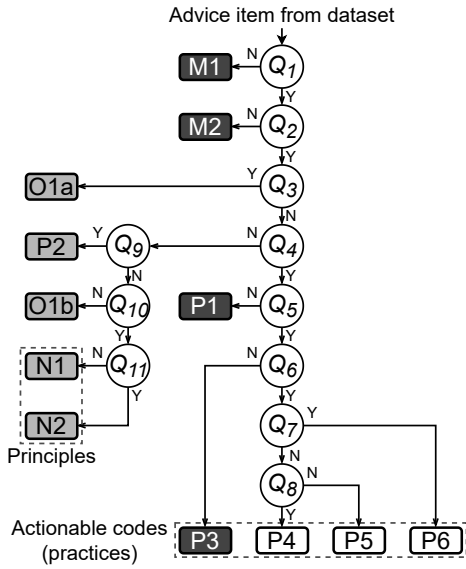 Advice item from dataset
M1
N
Q1
Y
M2
N
Q2
Y
O1a
Y
Q3
N
P2
Y
Q9
N
Q4
N
Y
O1b
N
Q10
P1
N
Q5
Y
Y
N1
N
Q11
N
Q6
Y
Y
N2
Q7
Y
Principles
N
Q8
N
Y
Actionable codes
(practices)
P3
P4
P5
P6